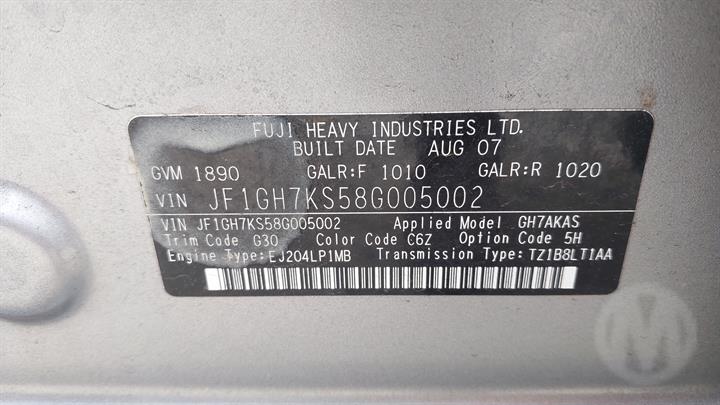 FUJI HEAVY INDUSTRIES LTD.
BUILT DATE AUG 07
GVM 1890 GALR:F 1010 GALR:R 1020
VIN JF1GH7KS58G005002
VIN JF1GH7KS58G005002 Applied Model GH7AKAS
Trim Code G30 Color Code C6Z Option Code 5H
Engine Type:EJ204LP1MB Transmission Type:TZ1B8LT1AA
M